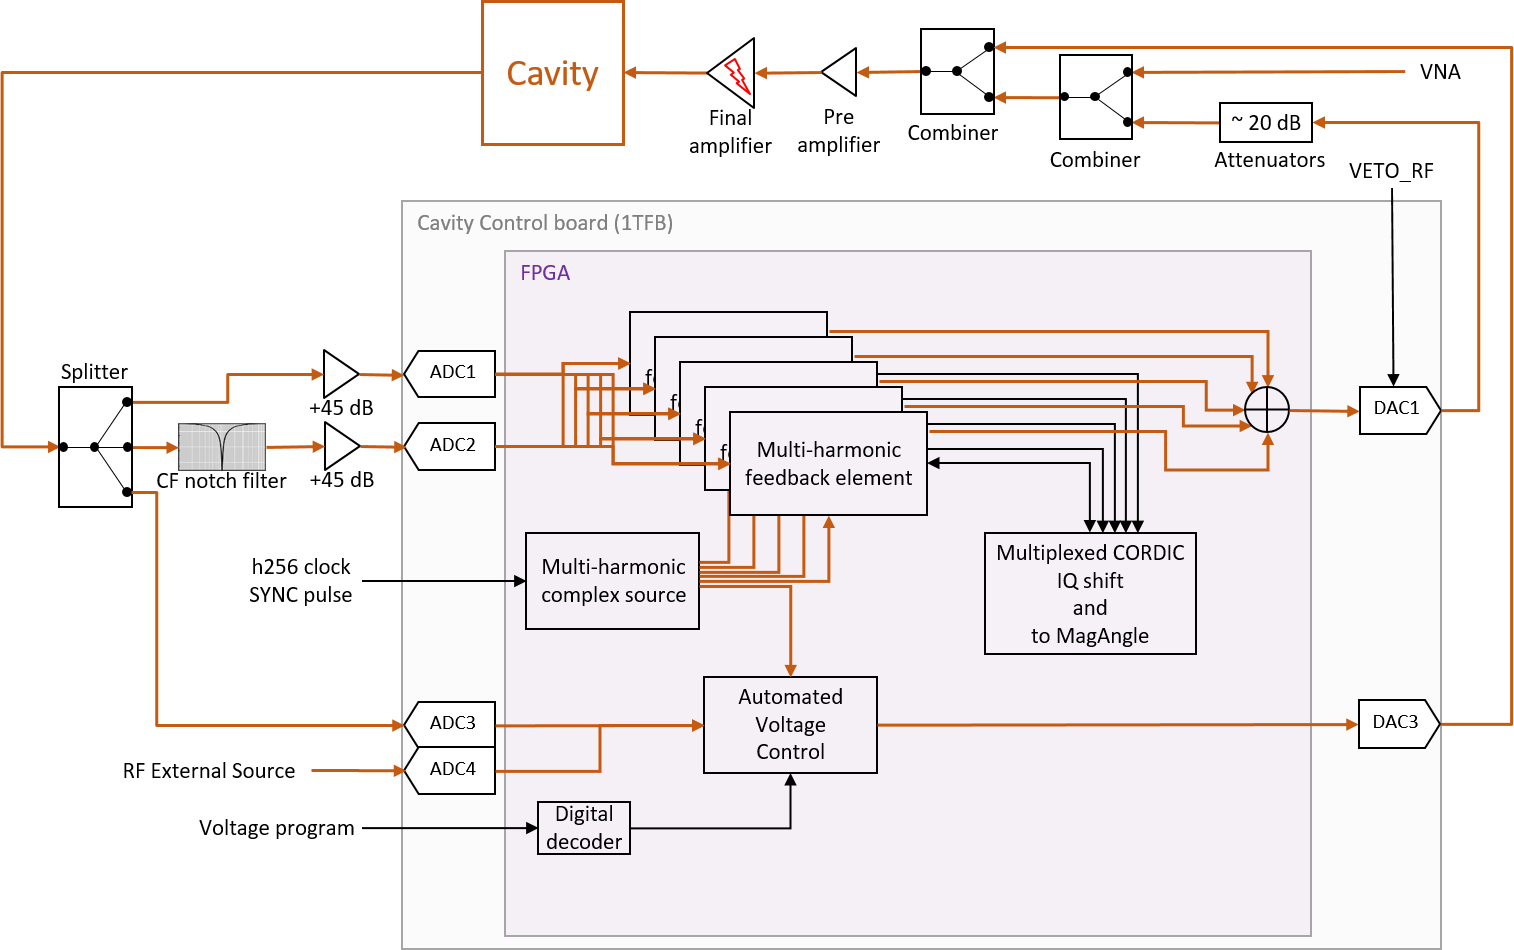 Cavity
Final
amplifier
Pre
amplifier
Combiner
Combiner
VNA
~ 20 dB
Attenuators
VETO_RF
Cavity Control board (1TFB)
FPGA
Splitter
+45 dB
CF notch filter
+45 dB
ADC1
ADC2
f
f
f
f
Multi-harmonic
feedback element
DAC1
h256 clock
SYNC pulse
Multi-harmonic
complex source
Multiplexed CORDIC
IQ shift
and
to MagAngle
ADC3
ADC4
RF External Source
Automated
Voltage
Control
DAC3
Voltage program
Digital
decoder